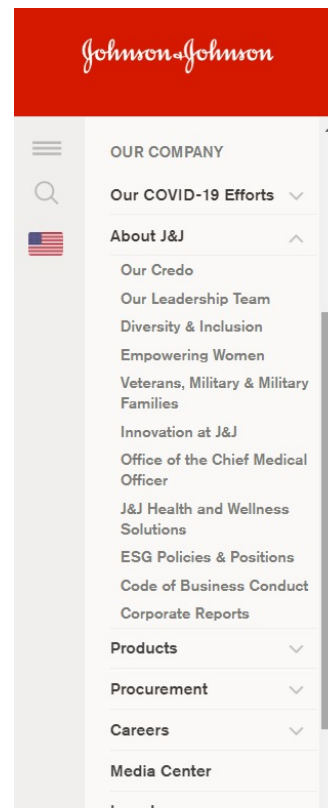 Johnson&Johnson
OUR COMPANY
Our COVID-19 Efforts
About J&J
Our Credo
Our Leadership Team
Diversity & Inclusion
Empowering Women
Veterans, Military & Military
Families
Innovation at J&J
Office of the Chief Medical
Officer
J&J Health and Wellness
Solutions
ESG Policies & Positions
Code of Business Conduct
Corporate Reports
Products
Procurement
Careers
Media Center